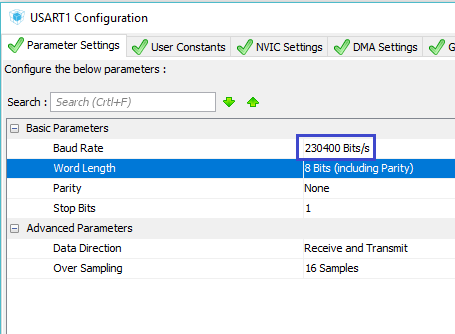 USART1 Configuration
Parameter Settings User Constants NVIC Settings DMA Settings G
Configure the below parameters :
Search : Search (Crtl+F)
Basic Parameters
Baud Rate 230400 Bits/s
Word Length 8 Bits (including Parity)
Parity None
Stop Bits 1
Advanced Parameters
Data Direction Receive and Transmit
Over Sampling 16 Samples